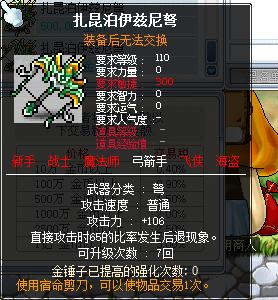 扎昆泊伊兹尼弩
装备后无法交换
要求等级： 110
要求力量： 0
要求敏捷： 300
要求智力： 0
要求运气： 0
要求人气度： -
道具等级： -
道具经验值： -
新手 战士 魔法师 弓箭手 飞侠 海盗
武器分类 : 弩
攻击速度 : 普通
攻击力 : +106
直接攻击时65的比率发生后退现象。
可升级次数 : 7回
金锤子已提高的强化次数: 0
使用宿命剪刀，可以使物品交易1次。